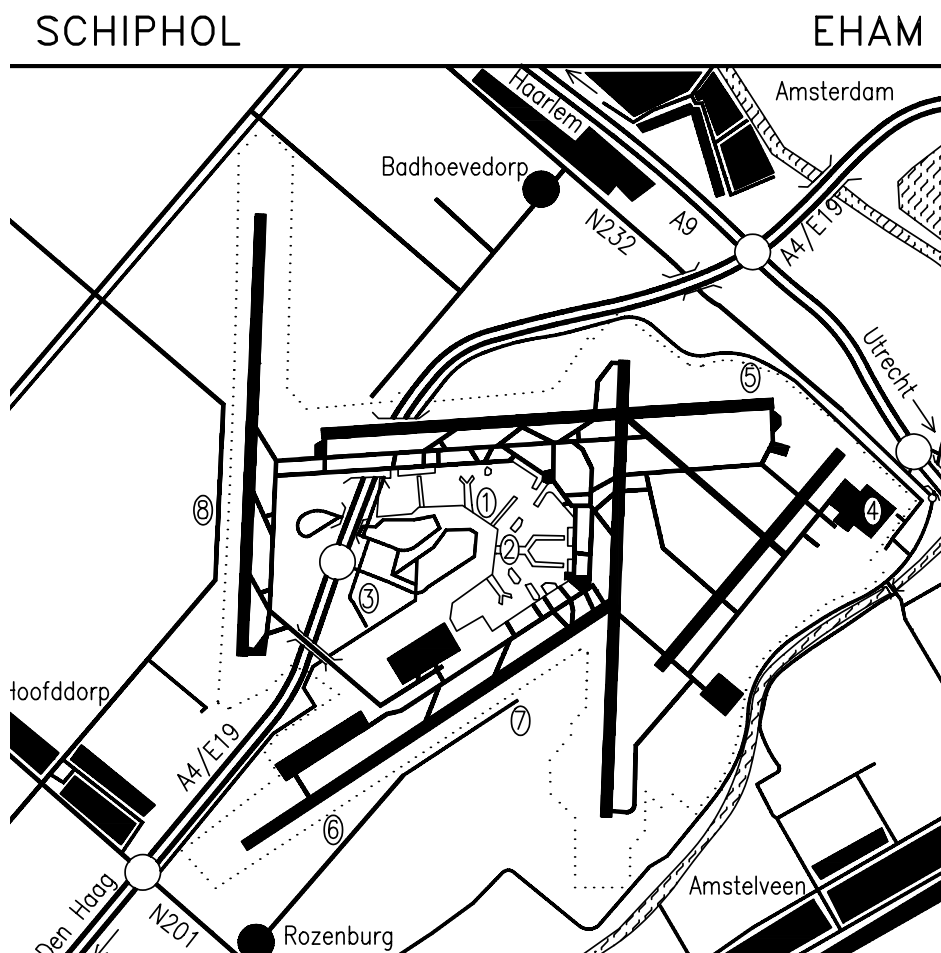 SCHIPHOL
EHAM
Haarlem
Amsterdam
Badhoevedorp
N232
A9
A4/E19
Utrecht
5
8
1
4
2
3
Hoofddorp
7
A4/E19
6
Den Haag
N201
Rozenburg
Amstelveen